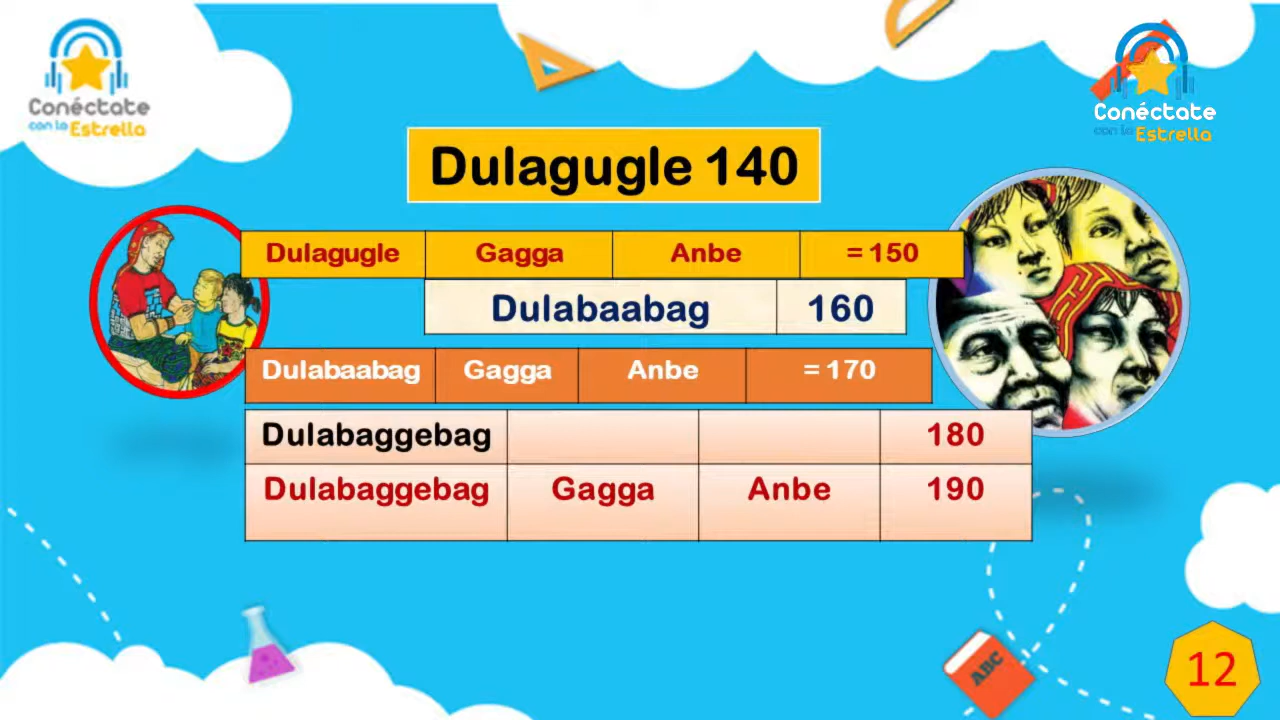 Conéctate
con la Estrella
Conéctate
con la Estrella
Dulagugle 140
Dulagugle Gagga Anbe = 150
Dulabaabag 160
Dulabaabag Gagga Anbe = 170
Dulabaggebag 180
Dulabaggebag Gagga Anbe 190
ABC
12